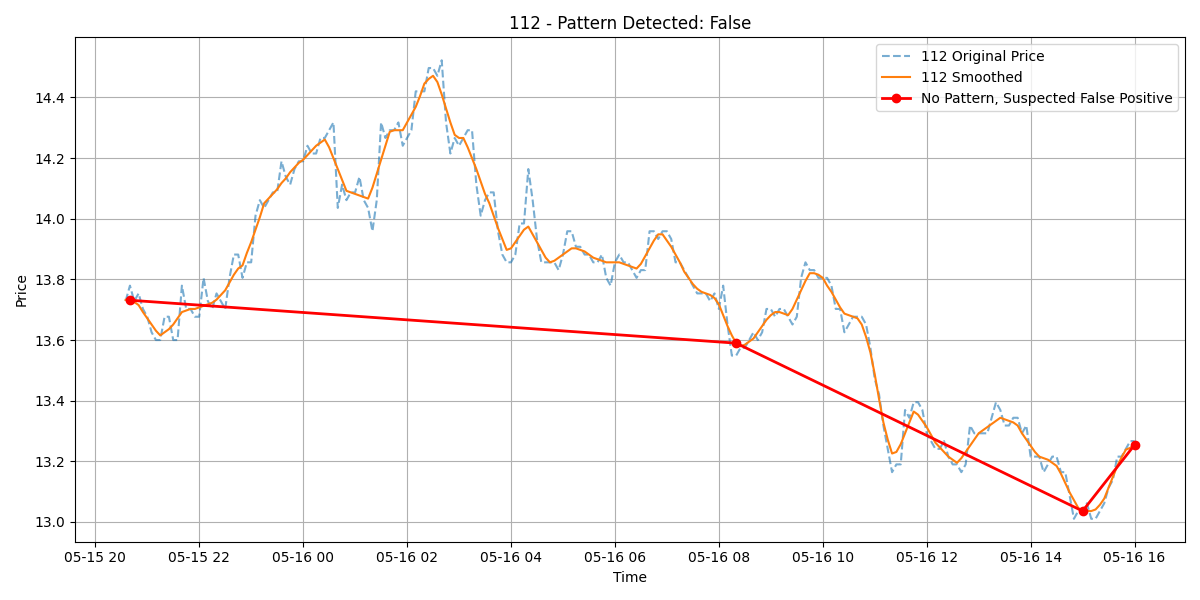 112 - Pattern Detected: False
112 Original Price
112 Smoothed
No Pattern, Suspected False Positive
Price
14.4
14.2
14.0
13.8
13.6
13.4
13.2
13.0
05-15 20 05-15 22 05-16 00 05-16 02 05-16 04 05-16 06 05-16 08 05-16 10 05-16 12 05-16 14 05-16 16
Time